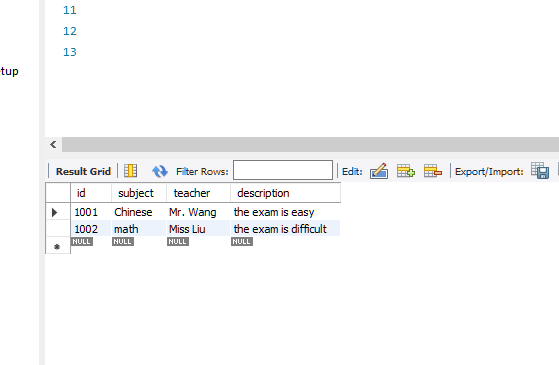 11
12
13
etup
Result Grid Filter Rows: Edit: Export/Import:
id subject teacher description
1001 Chinese Mr. Wang the exam is easy
1002 math Miss Liu the exam is difficult
NULL NULL NULL NULL